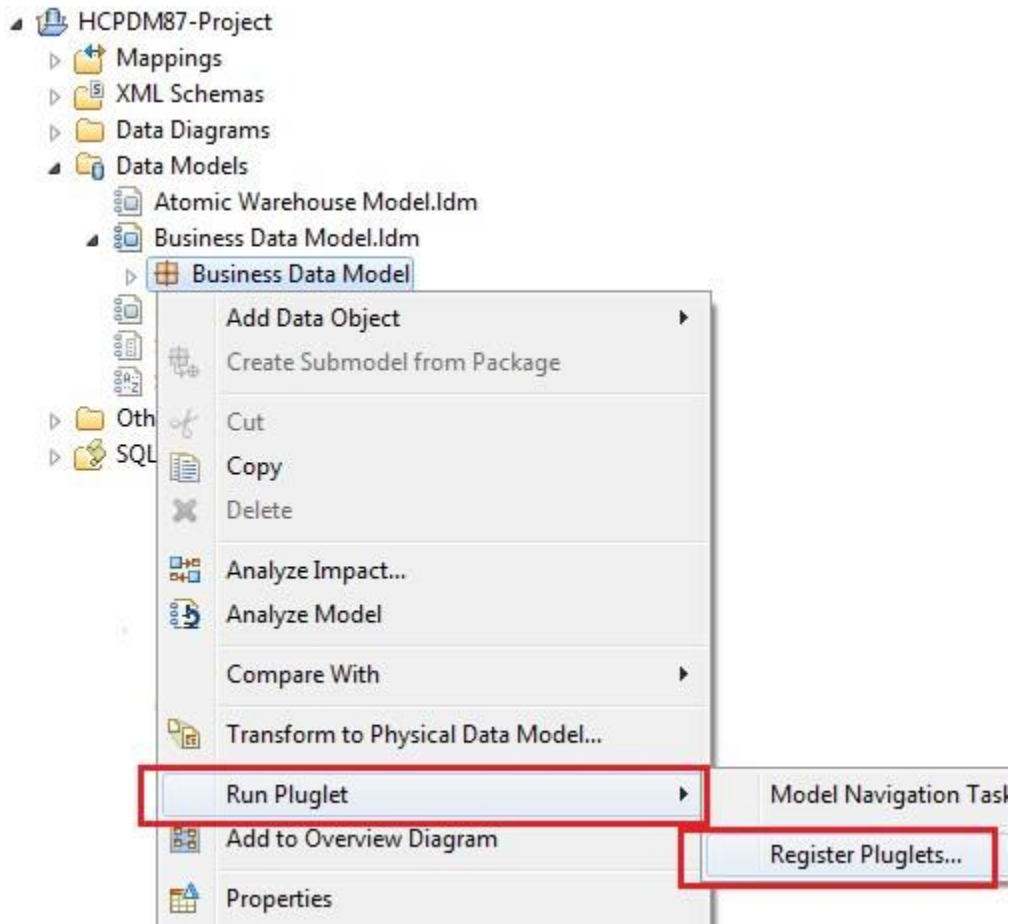 HCPDM87-Project
Mappings
XML Schemas
Data Diagrams
Data Models
Atomic Warehouse Model.ldm
Business Data Model.ldm
Business Data Model
Add Data Object
Create Submodel from Package
Oth
Cut
SQL
Copy
Delete
Analyze Impact...
Analyze Model
Compare With
Transform to Physical Data Model...
Run Pluglet
Model Navigation Task
Add to Overview Diagram
Register Pluglets...
Properties